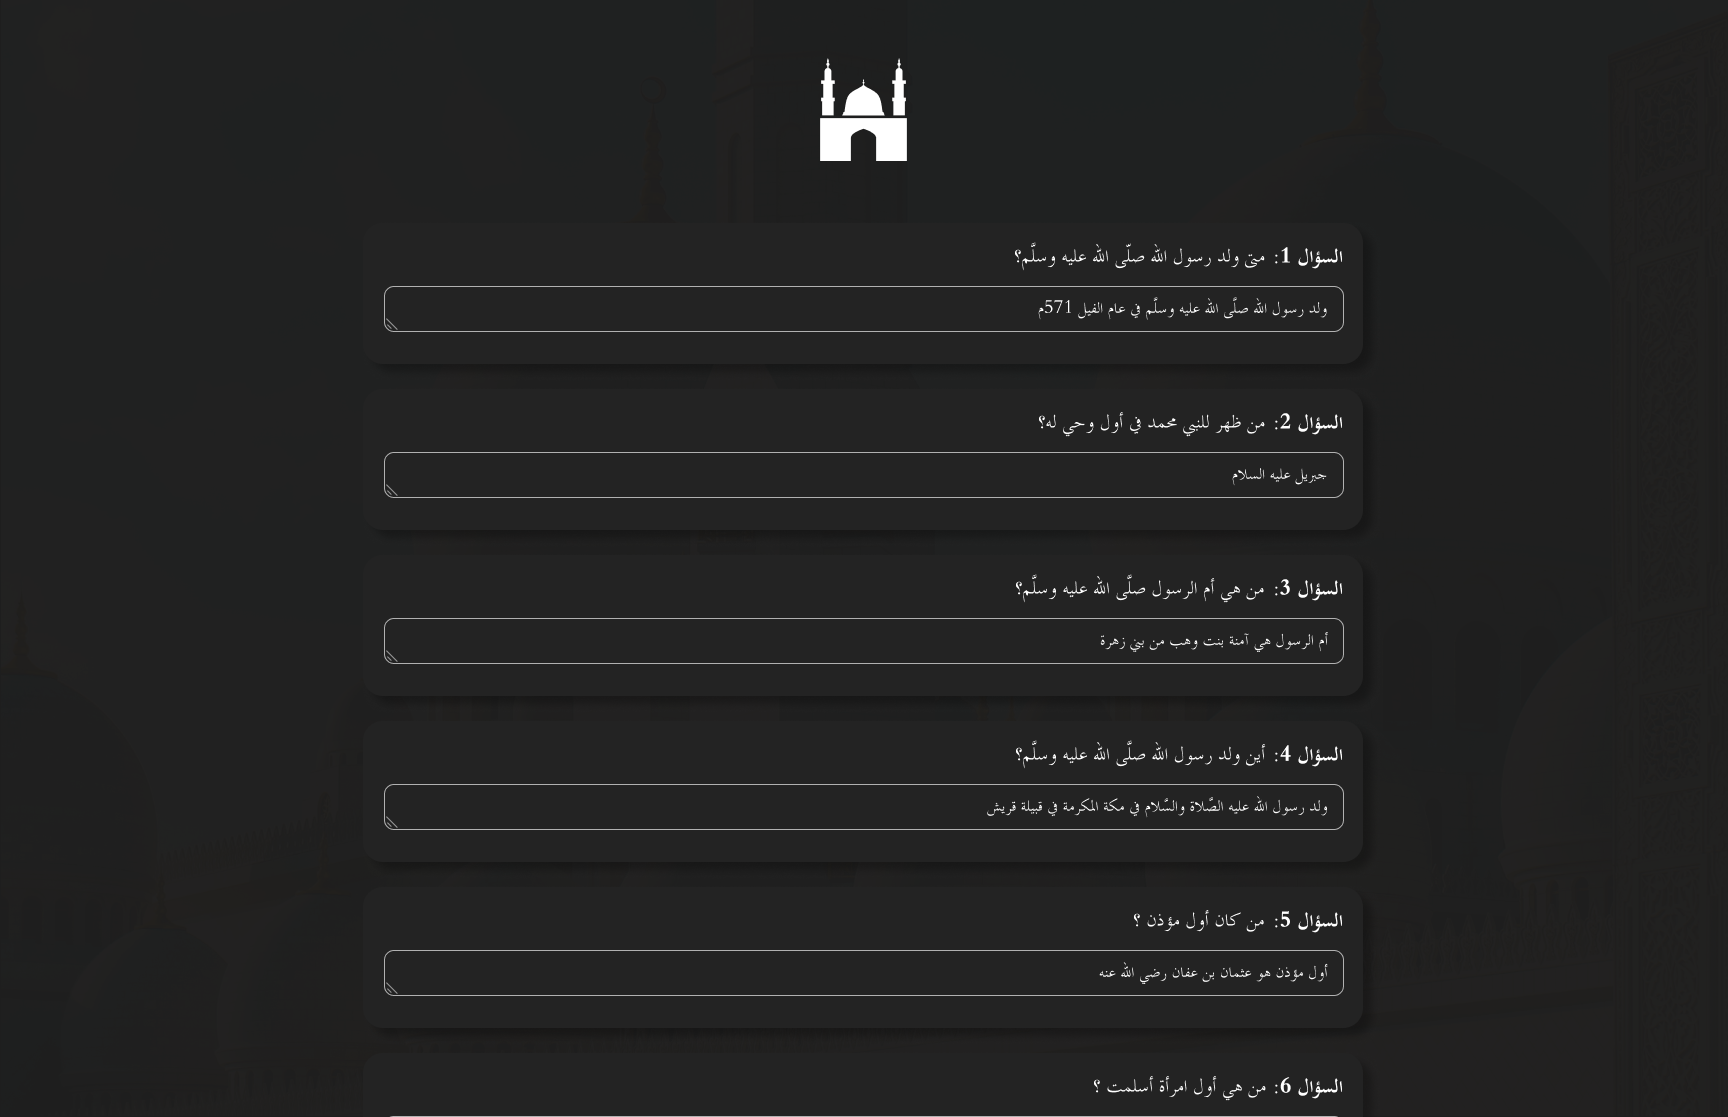 السؤال 1: متى ولد رسول الله صلّى الله عليه وسلّم؟
ولد رسول الله صلَّى الله عليه وسلَّم في عام الفيل 571م
السؤال 2: من ظهر للنبي محمد في أول وحي له؟
جبريل عليه السلام
السؤال 3: من هي أم الرسول صلَّى الله عليه وسلَّم؟
أم الرسول هي آمنة بنت وهب من بني زهرة
السؤال 4: أين ولد رسول الله صلَّى الله عليه وسلَّم؟
ولد رسول الله عليه الصَّلاة والسَّلام في مكة المكرمة في قبيلة قريش
السؤال 5: من كان أول مؤذن ؟
أول مؤذن هو عثمان بن عفان رضي الله عنه
السؤال 6: من هي أول امرأة أسلمت ؟